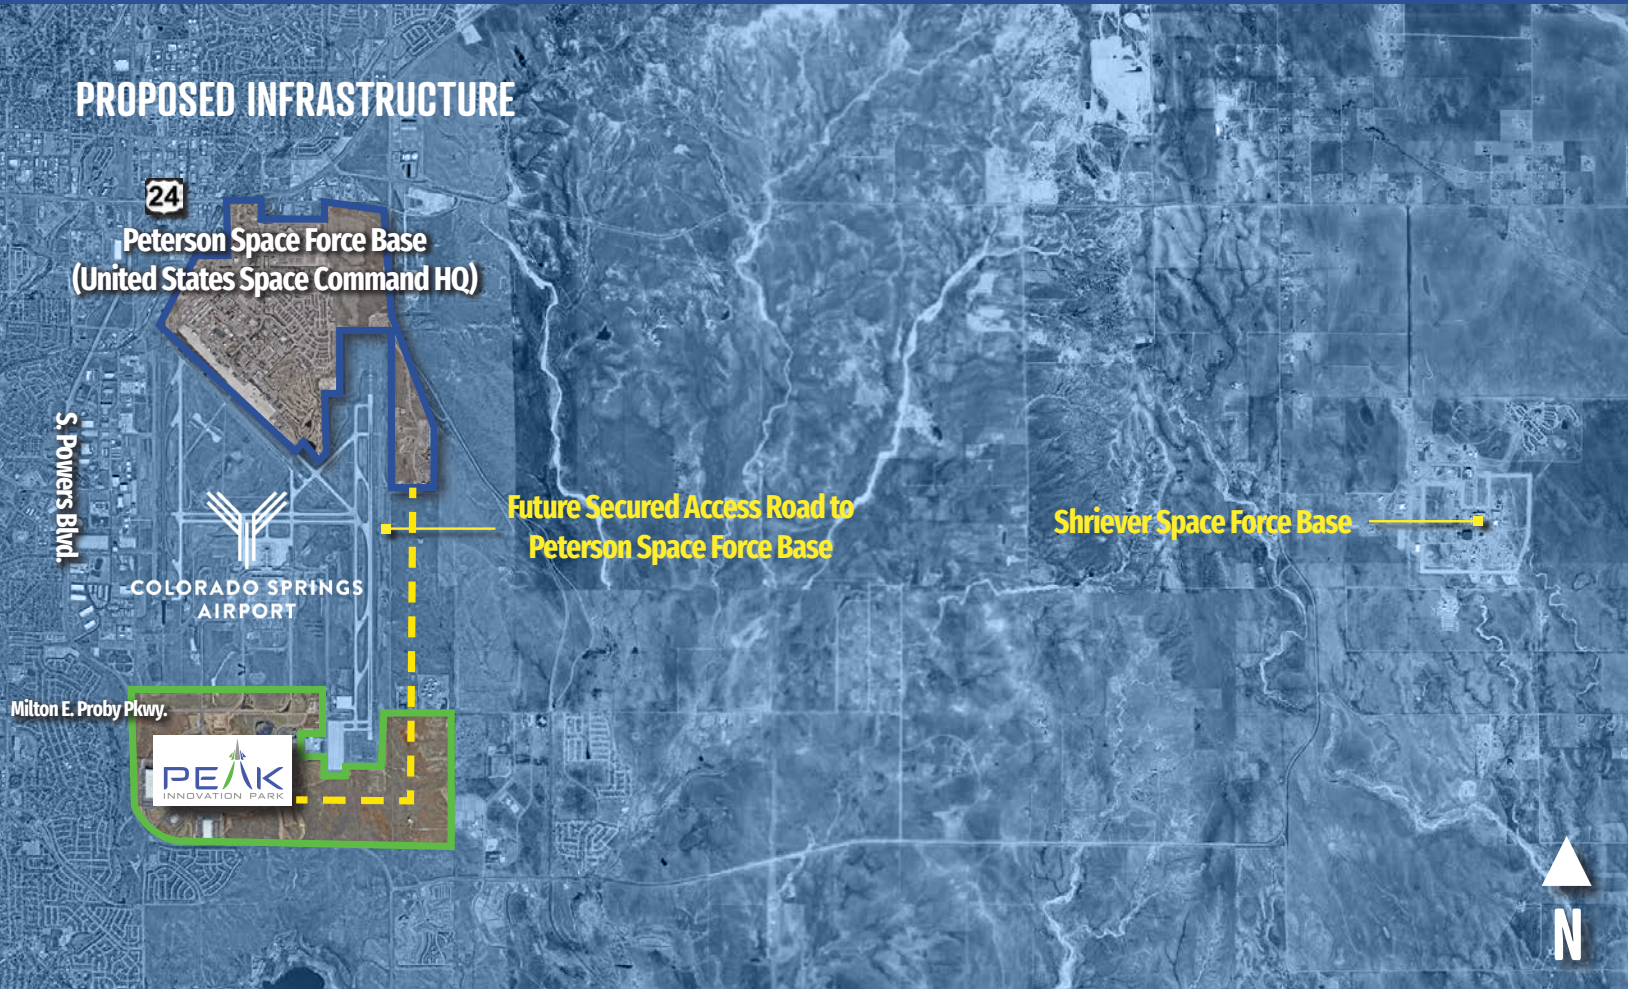 PROPOSED INFRASTRUCTURE
24
Peterson Space Force Base
(United States Space Command HQ)
S. Powers Blvd.
Future Secured Access Road to
Peterson Space Force Base
Shriever Space Force Base
COLORADO SPRINGS
AIRPORT
Milton E. Proby Pkwy.
PEAK
INNOVATION PARK
N